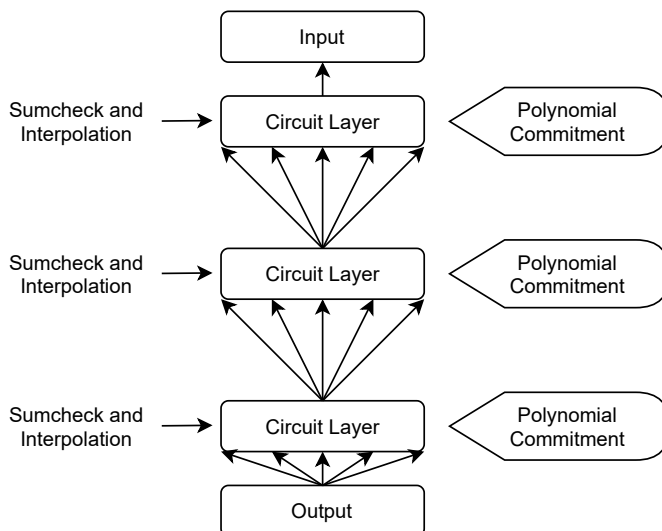 Input
Sumcheck and
Interpolation
Circuit Layer
Polynomial
Commitment
Sumcheck and
Interpolation
Circuit Layer
Polynomial
Commitment
Sumcheck and
Interpolation
Circuit Layer
Polynomial
Commitment
Output